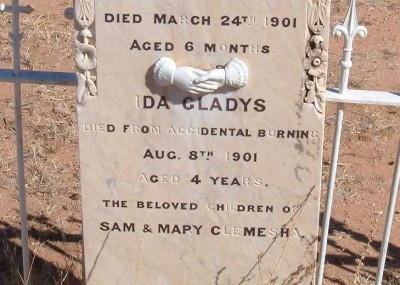 DIED MARCH 24TH 1901
AGED 6 MONTHS
IDA GLADYS
DIED FROM ACCIDENTAL BURNING
AUG. 8TH 1901
AGED 4 YEARS.
THE BELOVED CHILDREN OF
SAM & MARY CLEMESHA